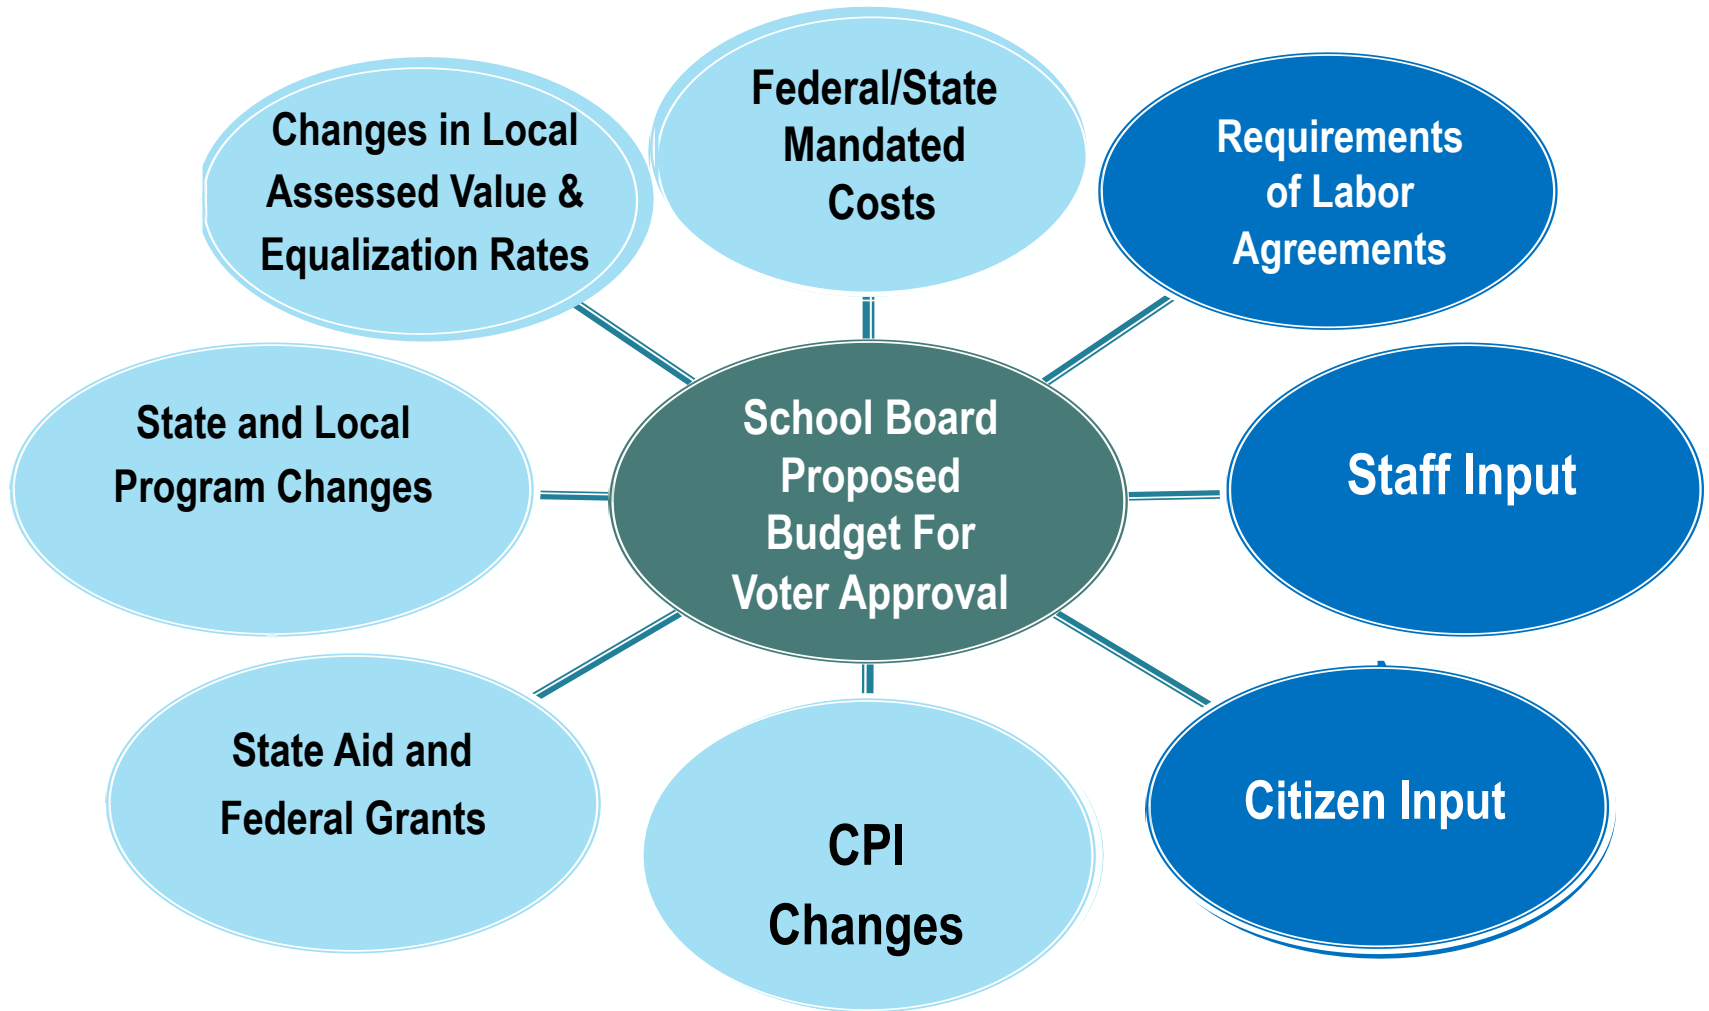 Federal/State
Mandated
Costs
Changes in Local
Assessed Value &
Equalization Rates
Requirements
of Labor
Agreements
State and Local
Program Changes
School Board
Proposed
Budget For
Voter Approval
Staff Input
State Aid and
Federal Grants
CPI
Changes
Citizen Input